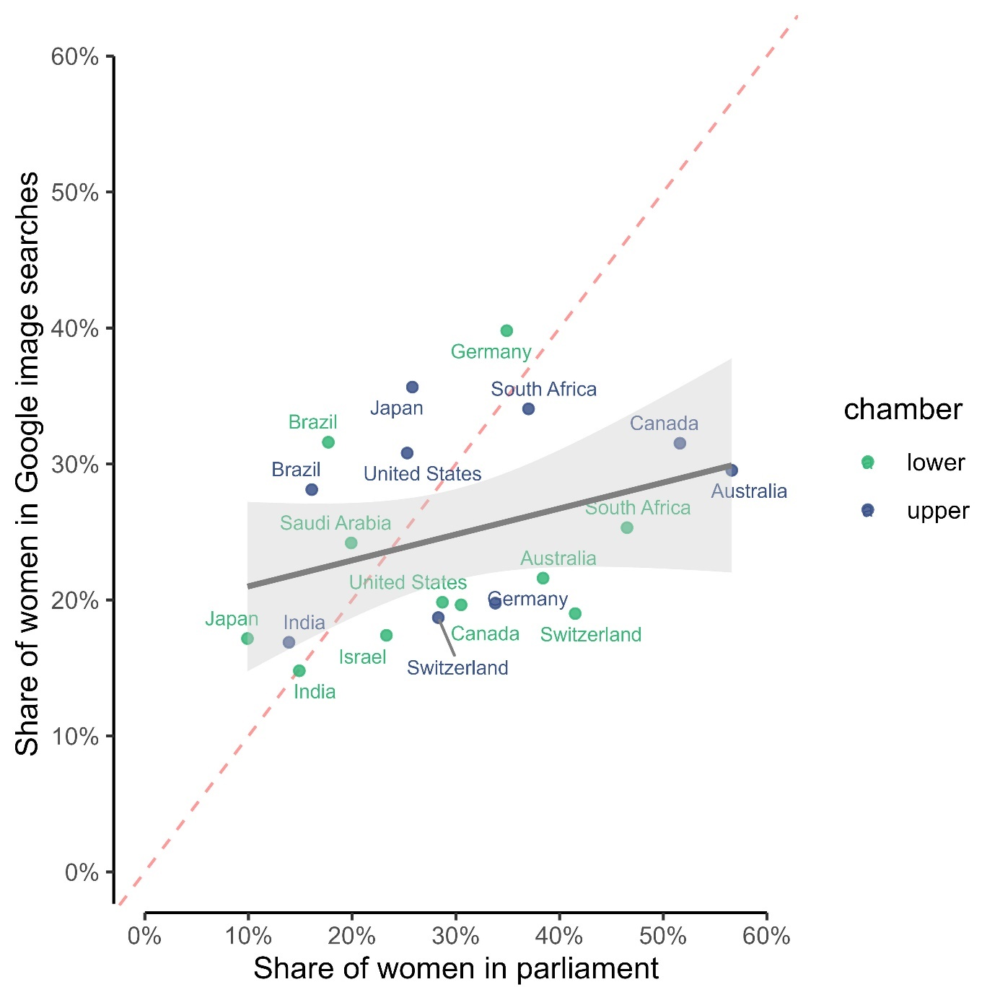 Share of women in Google image searches
60%
50%
40%
30%
20%
10%
0%
Germany
South Africa
Japan
Brazil
Canada
Brazil
United States
Australia
South Africa
Saudi Arabia
Australia
United States
Germany
Japan
India
Canada
Switzerland
Israel
Switzerland
India
0%
10%
20%
30%
40%
50%
60%
Share of women in parliament
chamber
lower
upper